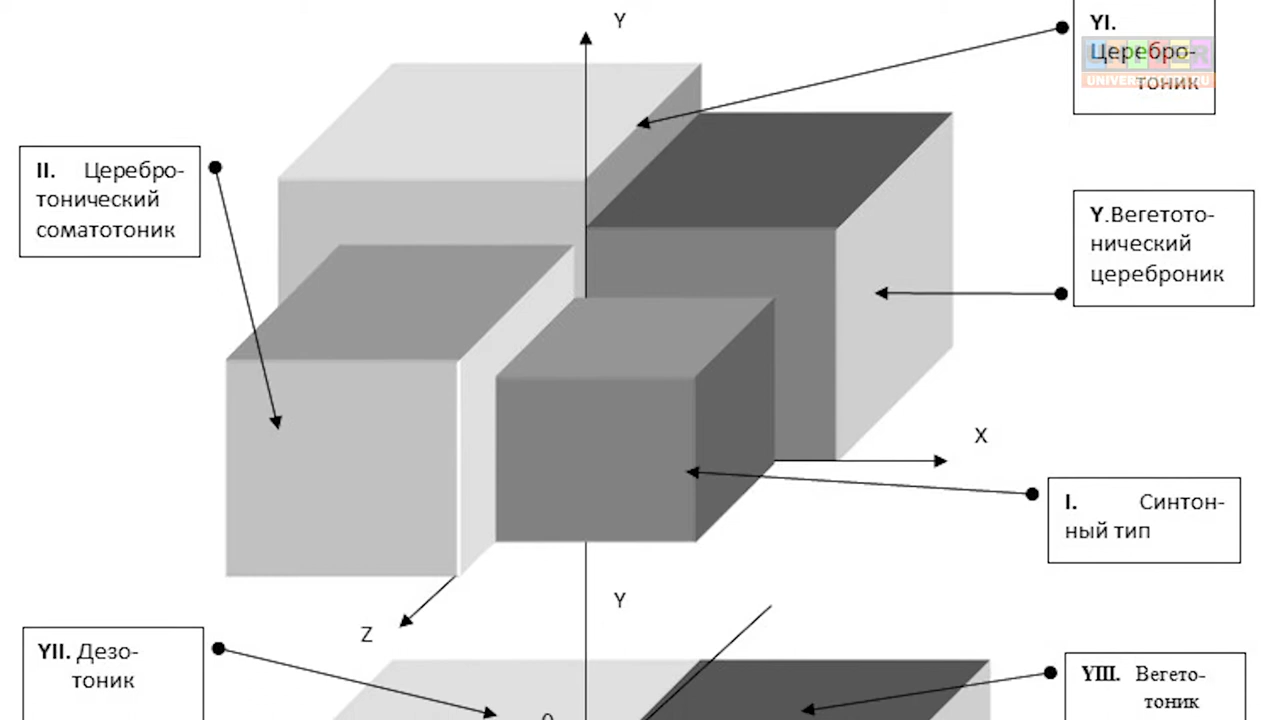 Y
YI.
Церебро-
тоник
UNIVER
II. Церебро-
тонический
соматотоник
Y.Вегетото-
нический
цереброник
X
I. Синтон-
ный тип
Y
Z
YII. Дезо-
тоник
YIII. Вегето-
тоник
0